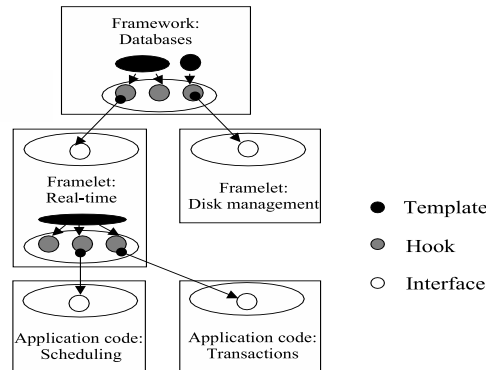 Framework:
Databases
Framelet:
Real-time
Framelet:
Disk management
Template
Hook
Interface
Application code:
Scheduling
Application code:
Transactions